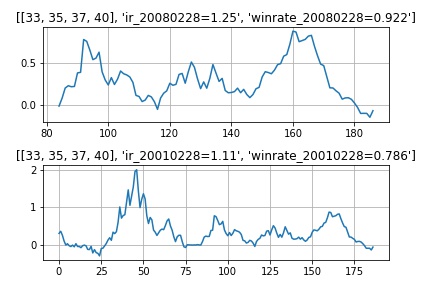 [[33, 35, 37, 40], 'ir_20080228=1.25', 'winrate_20080228=0.922']
0.5
0.0
80 100 120 140 160 180
[[33, 35, 37, 40], 'ir_20010228=1.11', 'winrate_20010228=0.786']
2
1
0
0 25 50 75 100 125 150 175